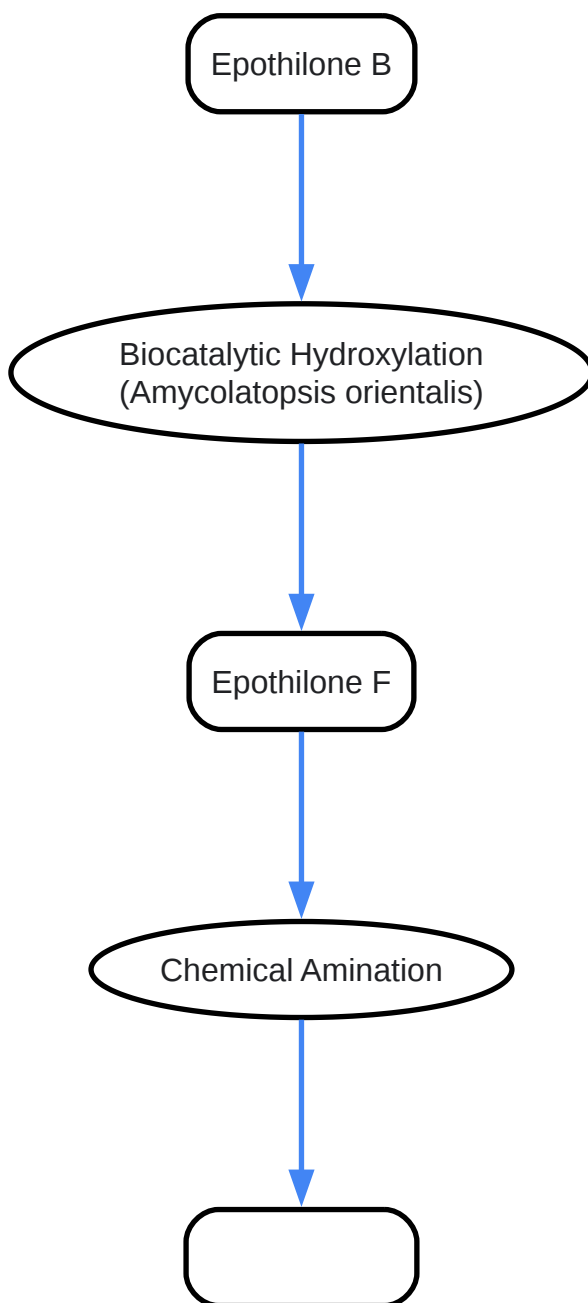 Epothilone B
Biocatalytic Hydroxylation
(Amycolatopsis orientalis)
Epothilone F
Chemical Amination